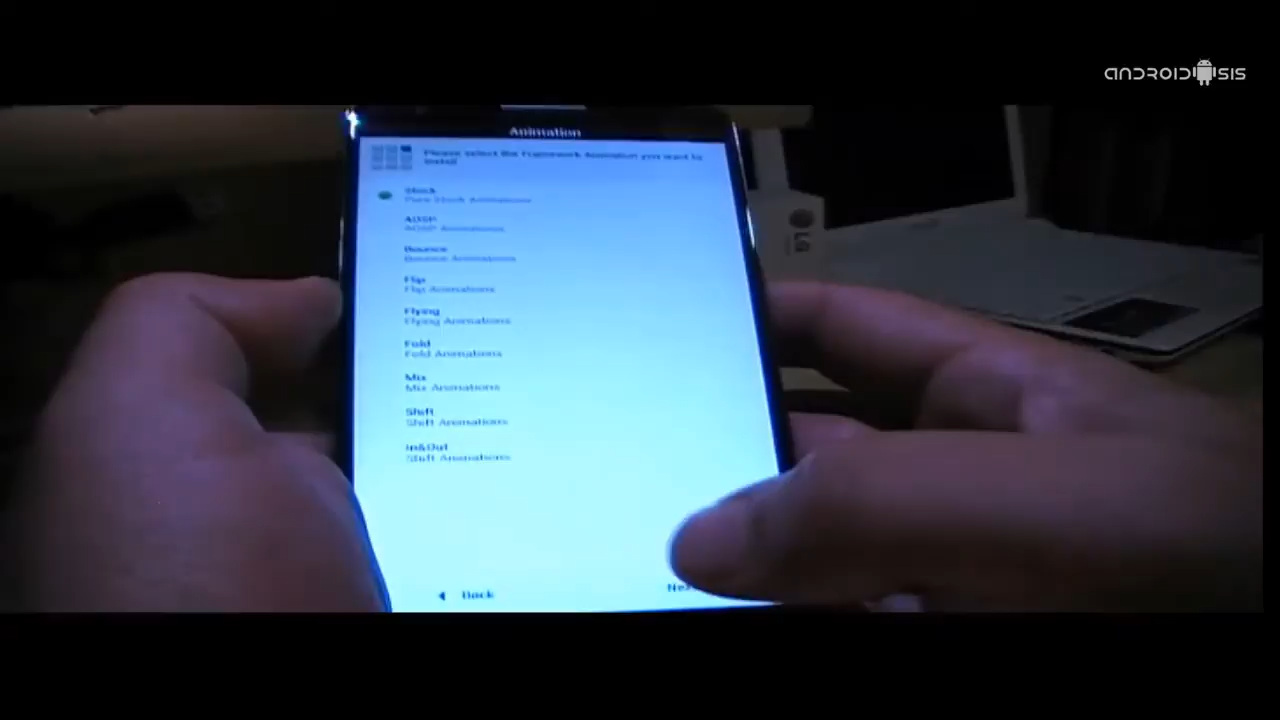 ANDROIDSIS
Animation
Please select the Framework Animation you want to
install
Stock
Pure Stock Animations
AOSP
AOSP Animations
Bounce
Bounce Animations
Flip
Flip Animations
Flying
Flying Animations
LG
Fold
Fold Animations
Mix
Mix Animations
Shift
Shift Animations
In&Out
Shift Animations
Back
Nex